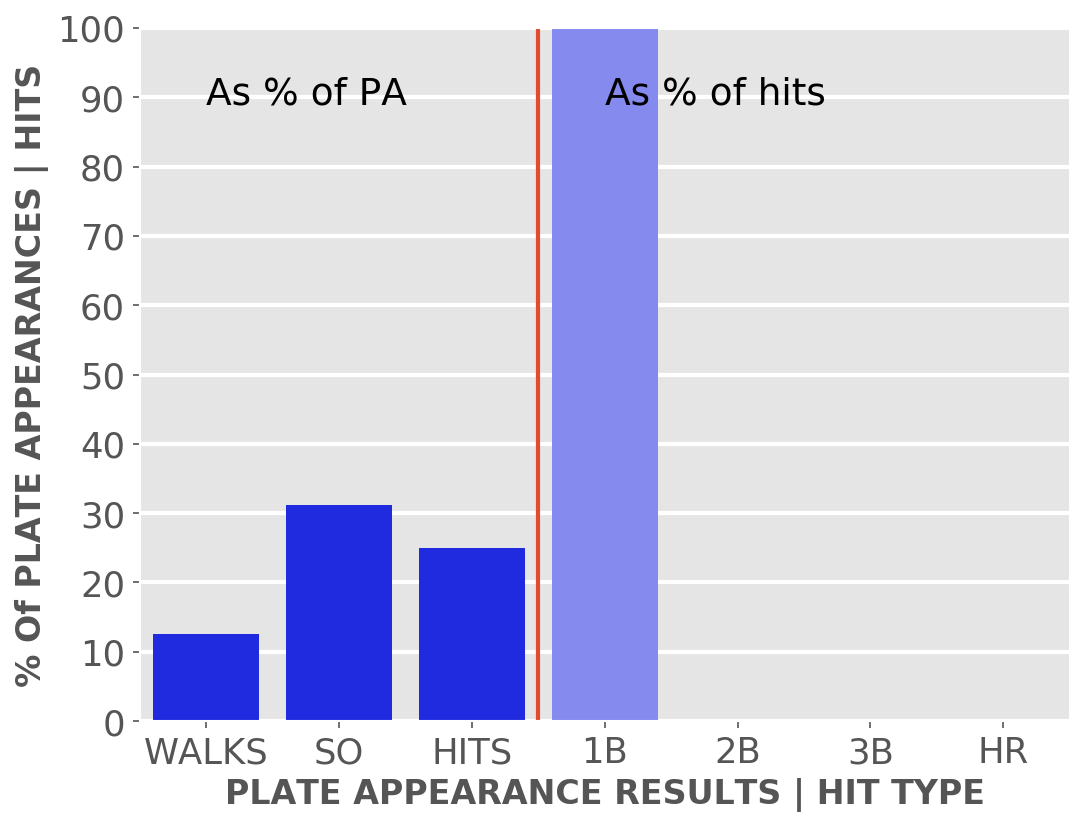 100
90
80
70
60
50
40
30
20
10
0
% Of PLATE APPEARANCES | HITS
As % of PA
As % of hits
WALKS SO HITS 1B 2B 3B HR
PLATE APPEARANCE RESULTS | HIT TYPE